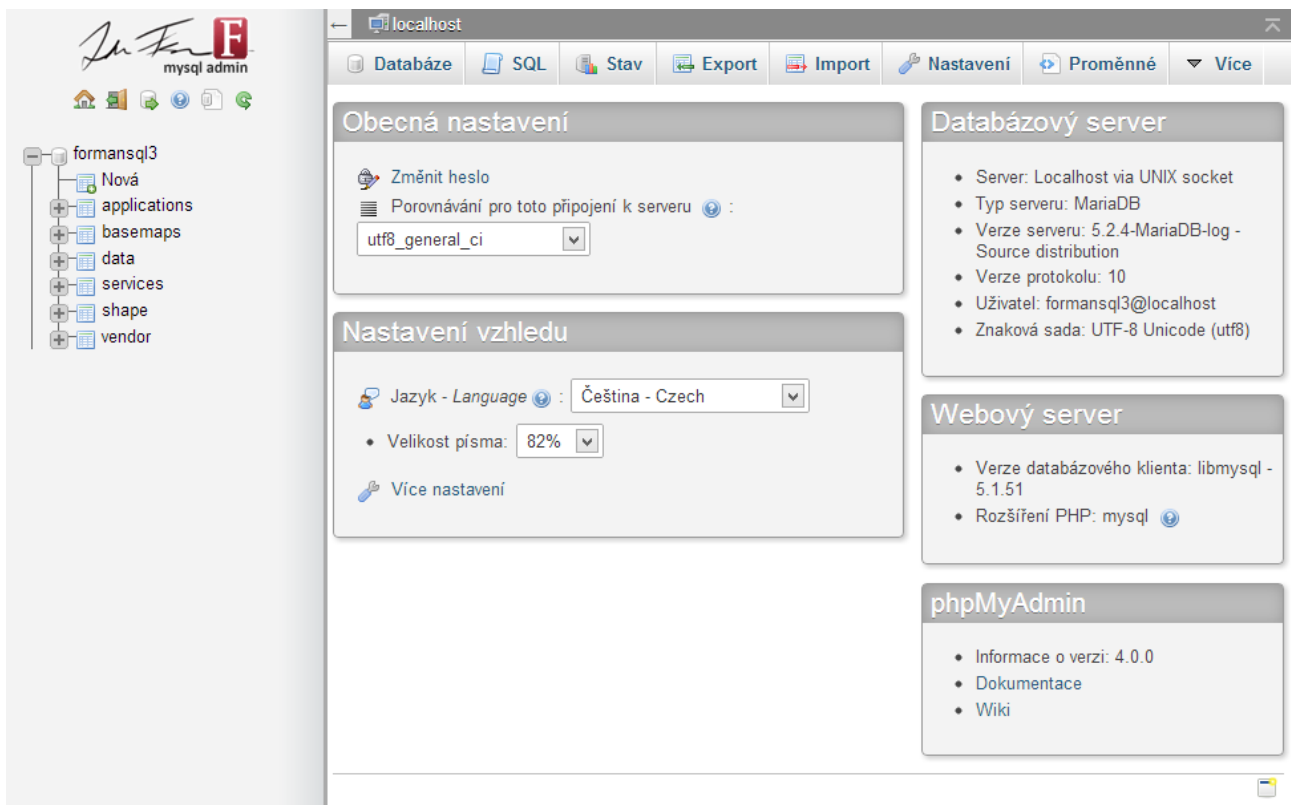 F
mysql admin
formansql3
Nová
applications
basemaps
data
services
shape
vendor
localhost
Databáze
SQL
Stav
Export
Import
Nastavení
Proměnné
Více
Obecná nastavení
Změnit heslo
Porovnávání pro toto připojení k serveru :
utf8_general_ci
Nastavení vzhledu
Jazyk - Language :
Čeština - Czech
Velikost písma: 82%
Více nastavení
Databázový server
Server: Localhost via UNIX socket
Typ serveru: MariaDB
Verze serveru: 5.2.4-MariaDB-log -
Source distribution
Verze protokolu: 10
Uživatel: formansql3@localhost
Znaková sada: UTF-8 Unicode (utf8)
Webový server
Verze databázového klienta: libmysql -
5.1.51
Rozšíření PHP: mysql
phpMyAdmin
Informace o verzi: 4.0.0
Dokumentace
Wiki